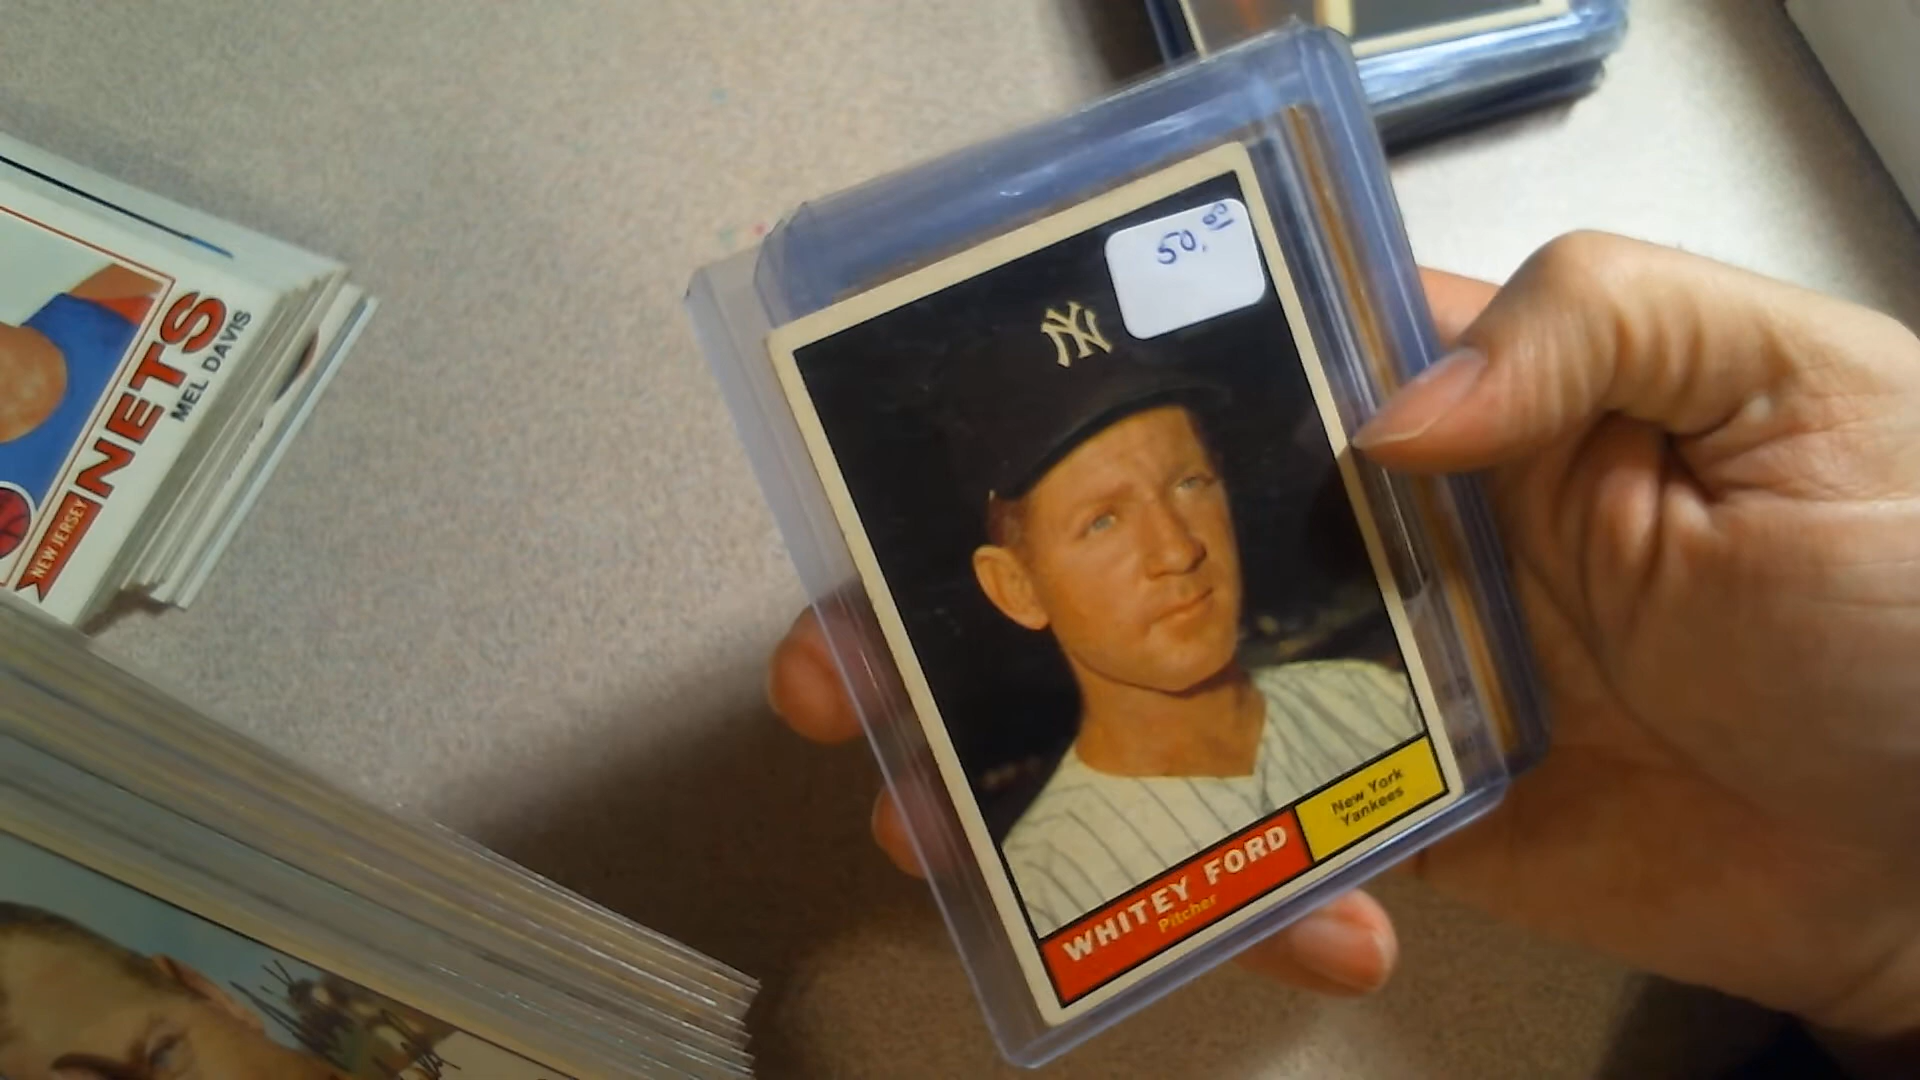 50.00
NY
WHITEY FORD
Pitcher
New York
Yankees
NEW JERSEY
NETS
MEL DAVIS